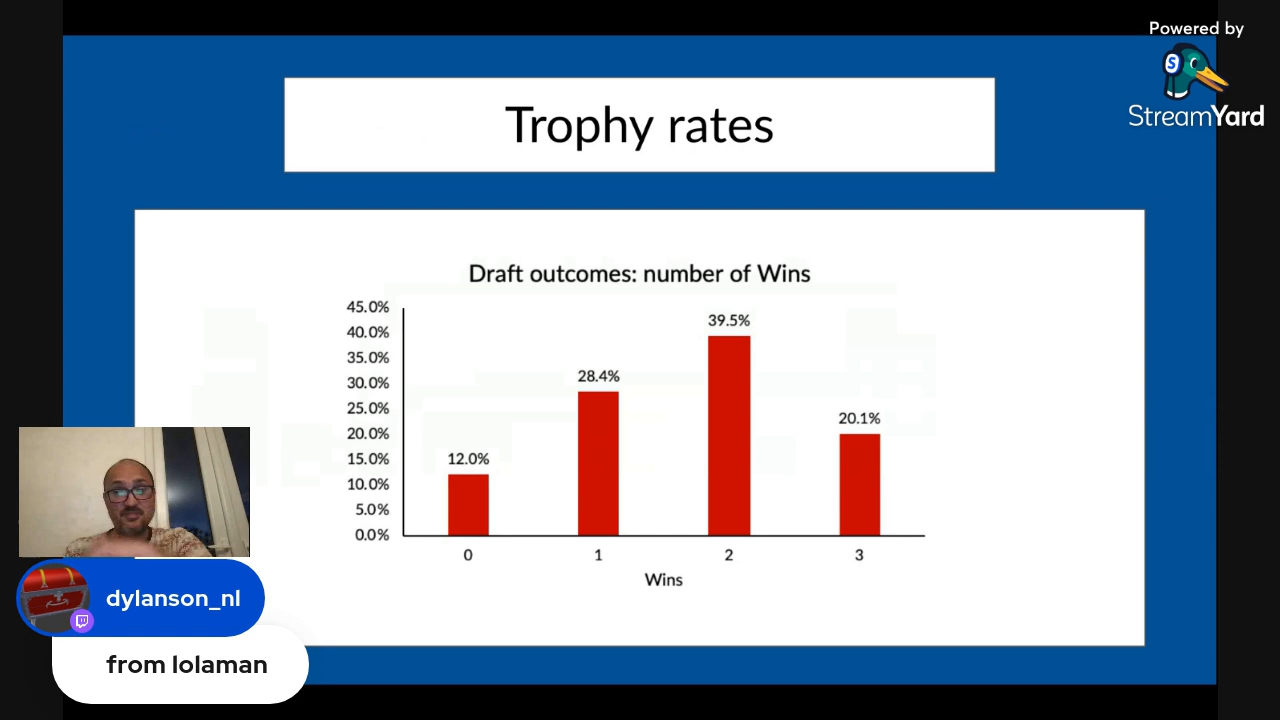 Powered by
StreamYard
Trophy rates
Draft outcomes: number of Wins
45.0%
40.0%
35.0%
30.0%
25.0%
20.0%
15.0%
10.0%
5.0%
0.0%
12.0%
28.4%
39.5%
20.1%
0 1 2 3
Wins
dylanson_nl
from lolaman